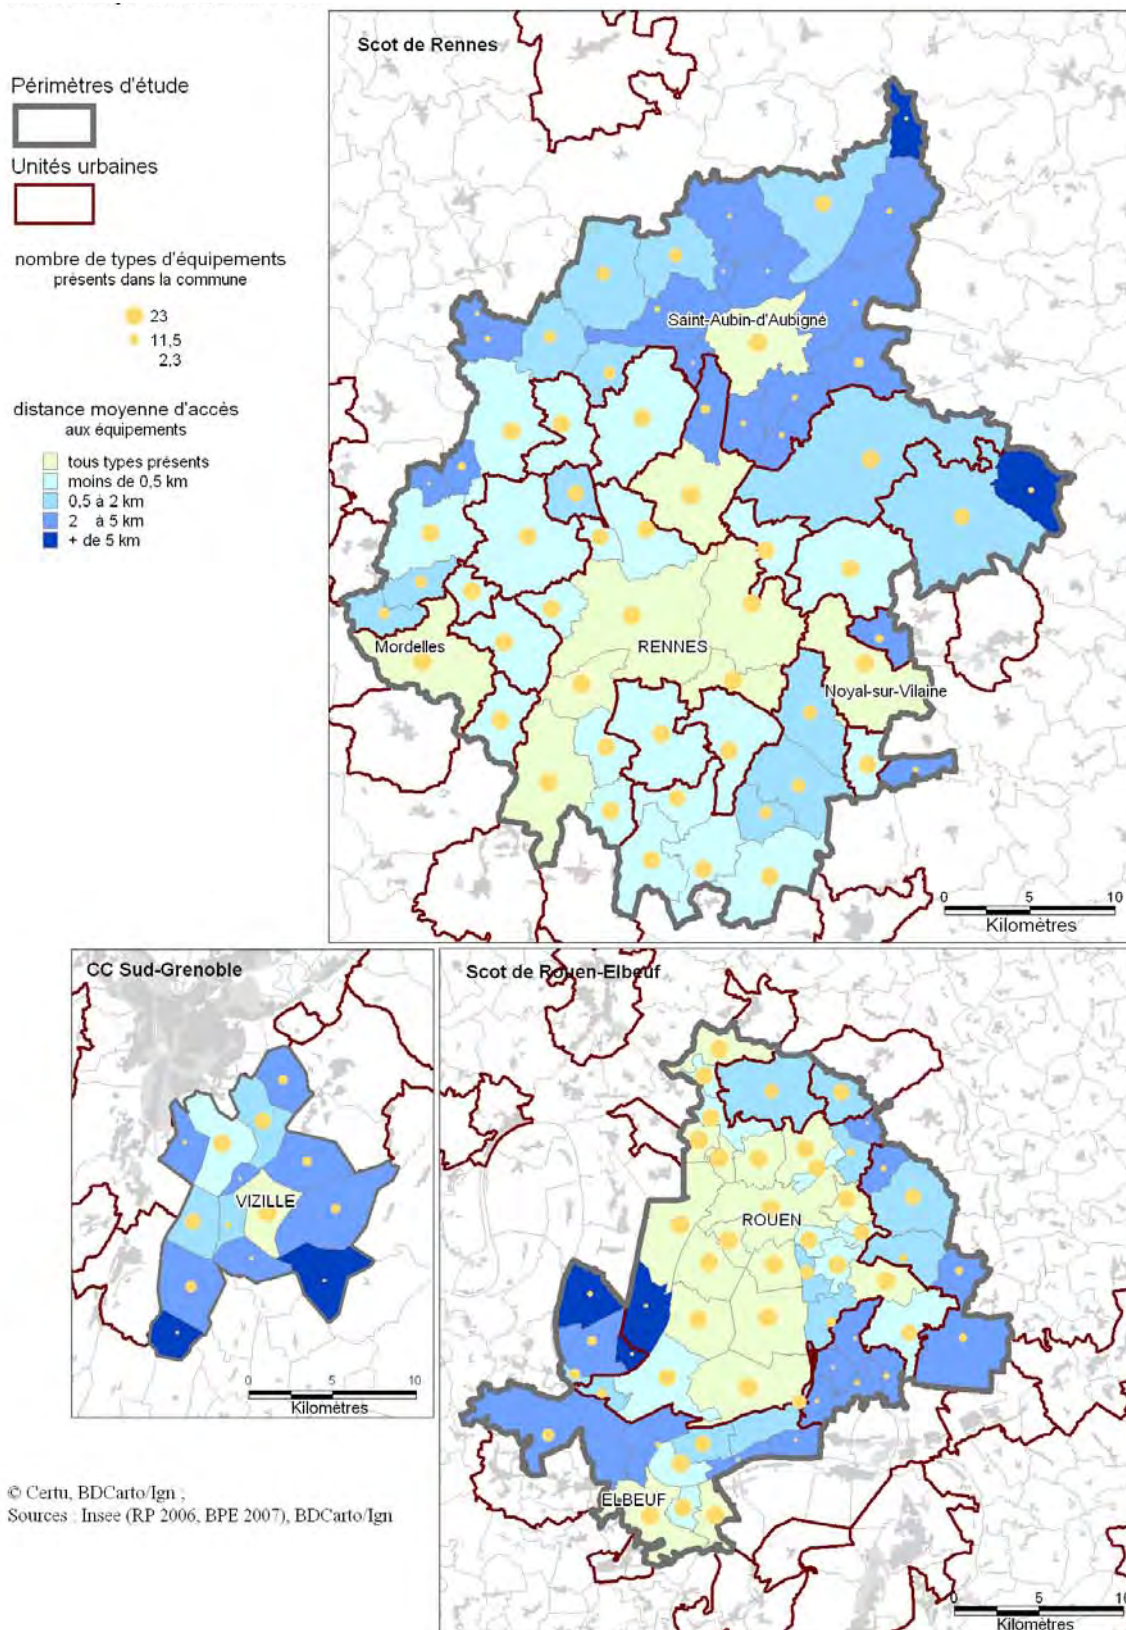 Périmètres d'étude
Unités urbaines
nombre de types d'équipements
présents dans la commune
23
11,5
2,3
distance moyenne d'accès
aux équipements
tous types présents
moins de 0,5 km
0,5 à 2 km
2 à 5 km
+ de 5 km
Scot de Rennes
Saint-Aubin-d'Aubigné
Mordelles
RENNES
Noyal-sur-Vilaine
0 5 10
Kilomètres
CC Sud-Grenoble
VIZILLE
0 5 10
Kilomètres
Scot de Rouen-Elbeuf
ROUEN
ELBEUF
0 5 10
Kilomètres
© Certu, BDCarto/Ign ;
Sources : Insee (RP 2006, BPE 2007), BDCarto/Ign